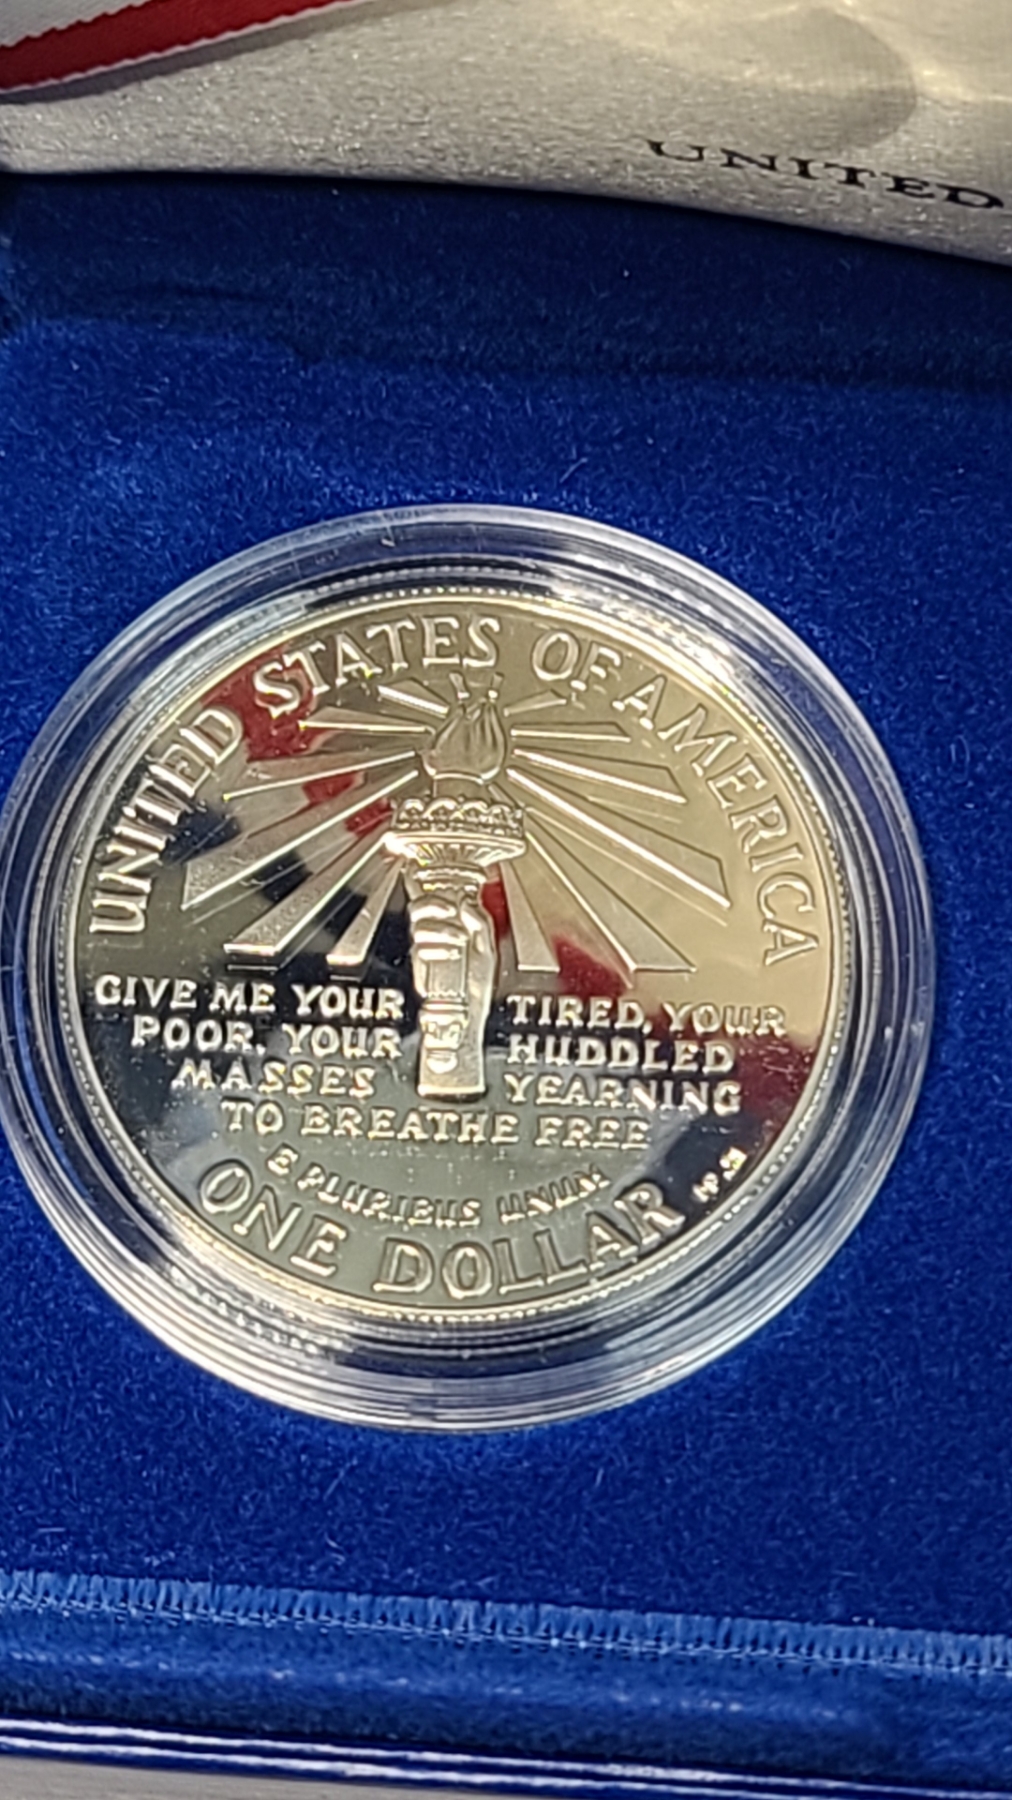 UNITED
UNITED STATES OF AMERICA
GIVE ME YOUR TIRED, YOUR
POOR, YOUR HUDDLED
MASSES YEARNING
TO BREATHE FREE
E PLURIBUS UNUM
ONE DOLLAR